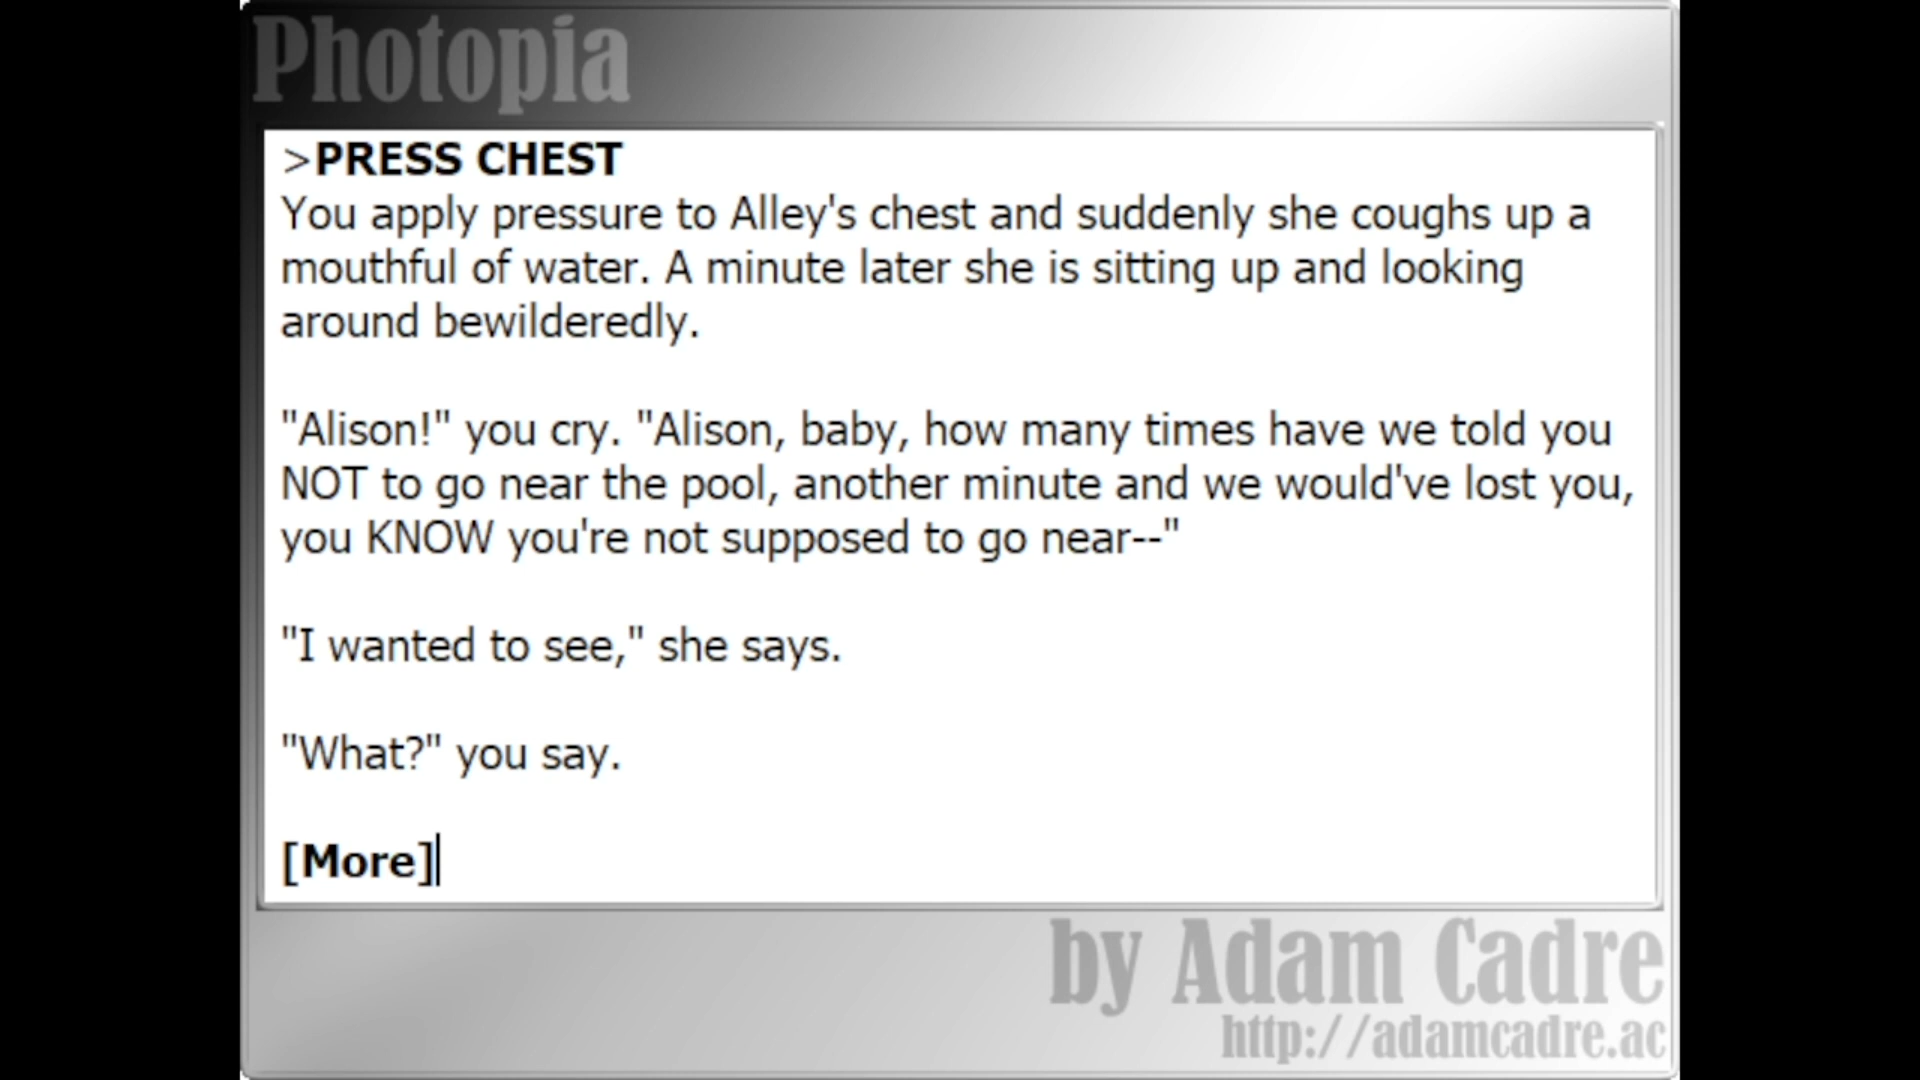 Photopia
>PRESS CHEST
You apply pressure to Alley's chest and suddenly she coughs up a
mouthful of water. A minute later she is sitting up and looking
around bewilderedly.
"Alison!" you cry. "Alison, baby, how many times have we told you
NOT to go near the pool, another minute and we would've lost you,
you KNOW you're not supposed to go near--"
"I wanted to see," she says.
"What?" you say.
[More]
by Adam Cadre
http://adamcadre.ac